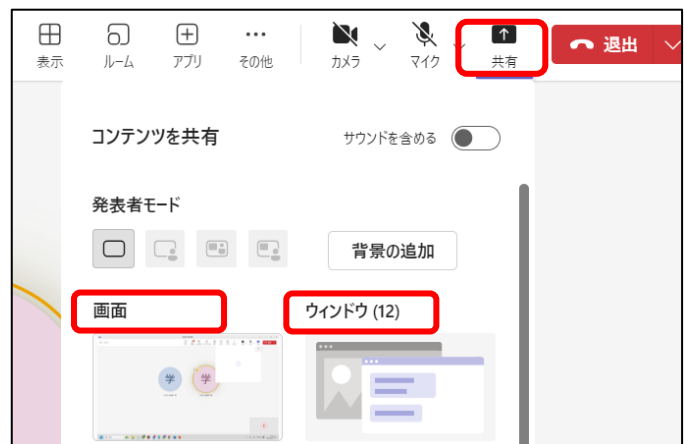 表示 ルーム アプリ その他 カメラ マイク 共有 退出
コンテンツを共有 サウンドを含める
発表者モード
背景の追加
画面 ウィンドウ (12)
学 学